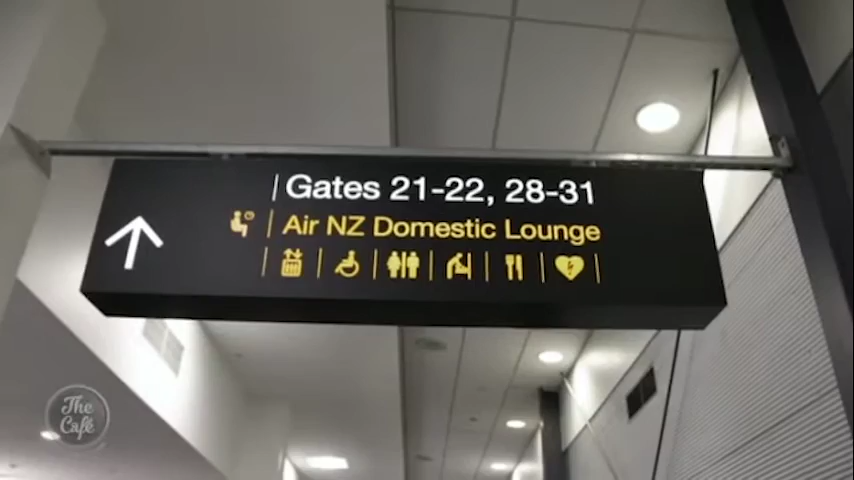 Gates 21-22, 28-31
Air NZ Domestic Lounge
The
Café